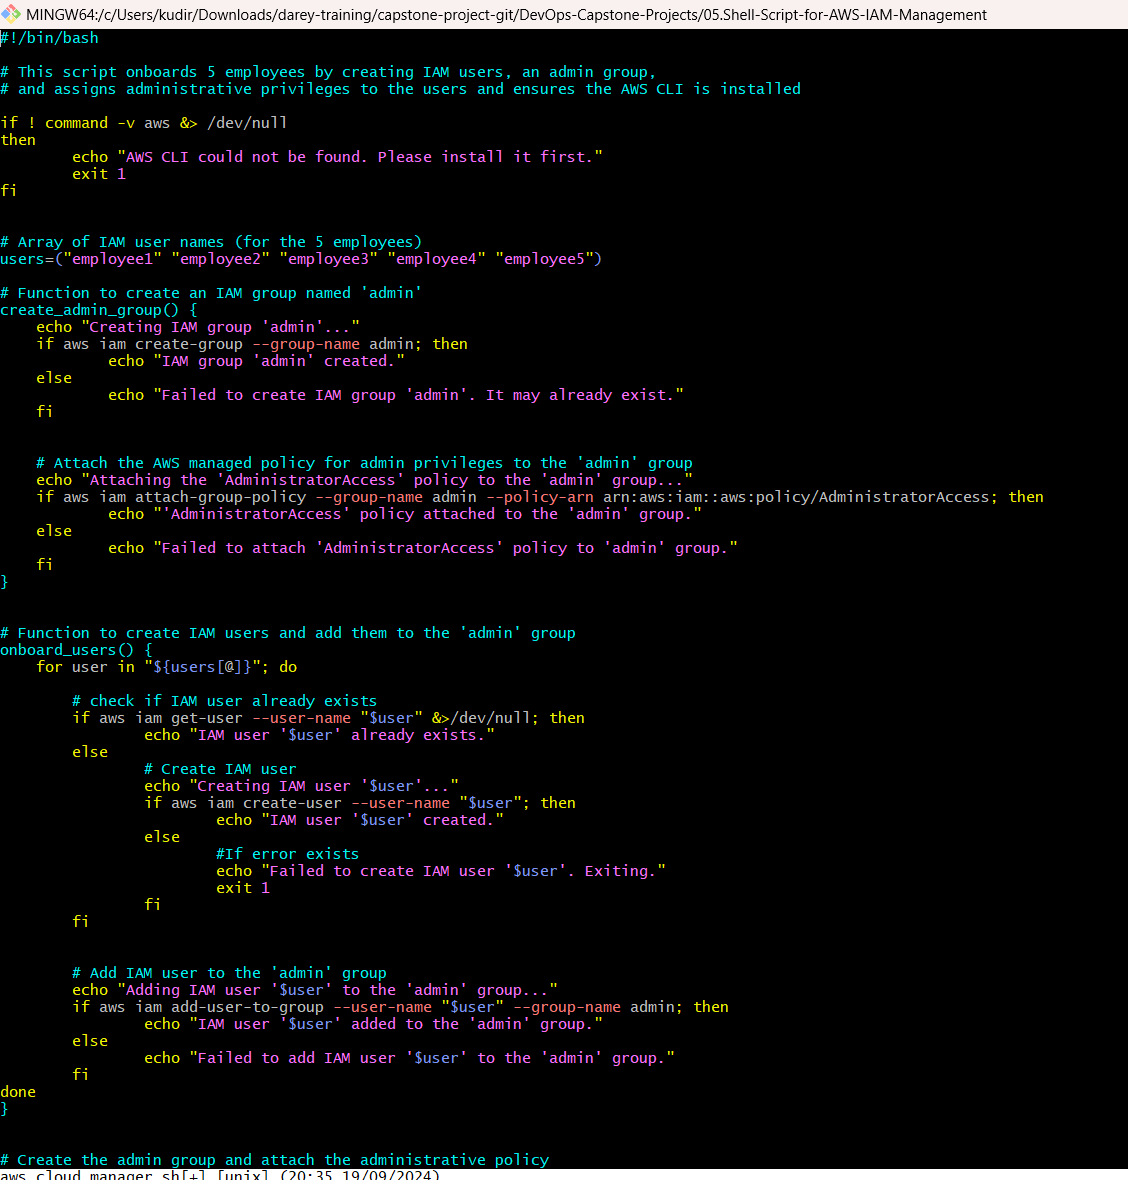 MINGW64:/c/Users/kudir/Downloads/darey-training/capstone-project-git/DevOps-Capstone-Projects/05.Shell-Script-for-AWS-IAM-Management
#!/bin/bash
# This script onboards 5 employees by creating IAM users, an admin group,
# and assigns administrative privileges to the users and ensures the AWS CLI is installed
if ! command -v aws &> /dev/null
then
        echo "AWS CLI could not be found. Please install it first."
        exit 1
fi
# Array of IAM user names (for the 5 employees)
users=("employee1" "employee2" "employee3" "employee4" "employee5")
# Function to create an IAM group named 'admin'
create_admin_group() {
    echo "Creating IAM group 'admin'..."
    if aws iam create-group --group-name admin; then
            echo "IAM group 'admin' created."
    else
            echo "Failed to create IAM group 'admin'. It may already exist."
    fi
    # Attach the AWS managed policy for admin privileges to the 'admin' group
    echo "Attaching the 'AdministratorAccess' policy to the 'admin' group..."
    if aws iam attach-group-policy --group-name admin --policy-arn arn:aws:iam::aws:policy/AdministratorAccess; then
            echo "'AdministratorAccess' policy attached to the 'admin' group."
    else
            echo "Failed to attach 'AdministratorAccess' policy to 'admin' group."
    fi
}
# Function to create IAM users and add them to the 'admin' group
onboard_users() {
    for user in "${users[@]}"; do
        # check if IAM user already exists
        if aws iam get-user --user-name "$user" &>/dev/null; then
                echo "IAM user '$user' already exists."
        else
                # Create IAM user
                echo "Creating IAM user '$user'..."
                if aws iam create-user --user-name "$user"; then
                        echo "IAM user '$user' created."
                else
                        #If error exists
                        echo "Failed to create IAM user '$user'. Exiting."
                        exit 1
                fi
        fi
        # Add IAM user to the 'admin' group
        echo "Adding IAM user '$user' to the 'admin' group..."
        if aws iam add-user-to-group --user-name "$user" --group-name admin; then
                echo "IAM user '$user' added to the 'admin' group."
        else
                echo "Failed to add IAM user '$user' to the 'admin' group."
        fi
done
}
# Create the admin group and attach the administrative policy
aws_cloud_manager.sh[+] [unix] (20:35 19/09/2024)